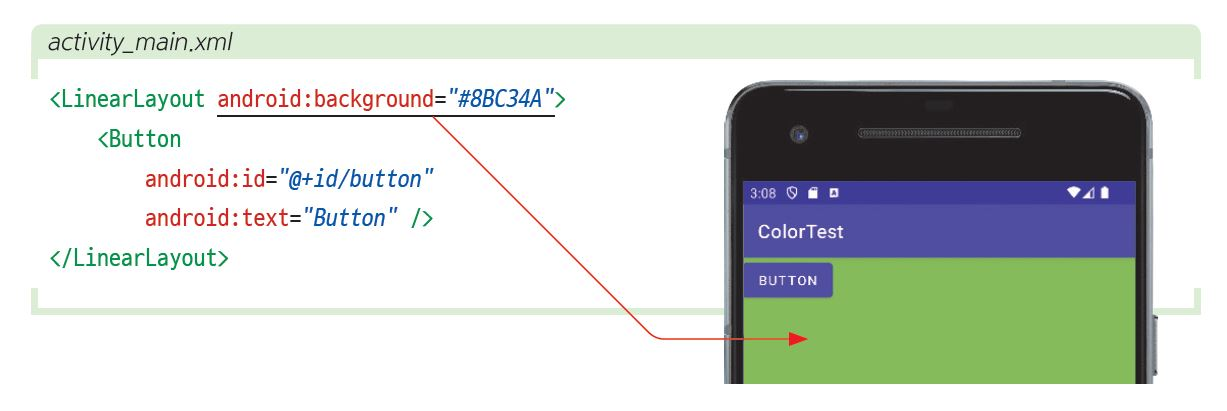 activity_main.xml
<LinearLayout android:background="#8BC34A">
<Button
android:id="@+id/button"
android:text="Button" />
</LinearLayout>
3:08
ColorTest
BUTTON